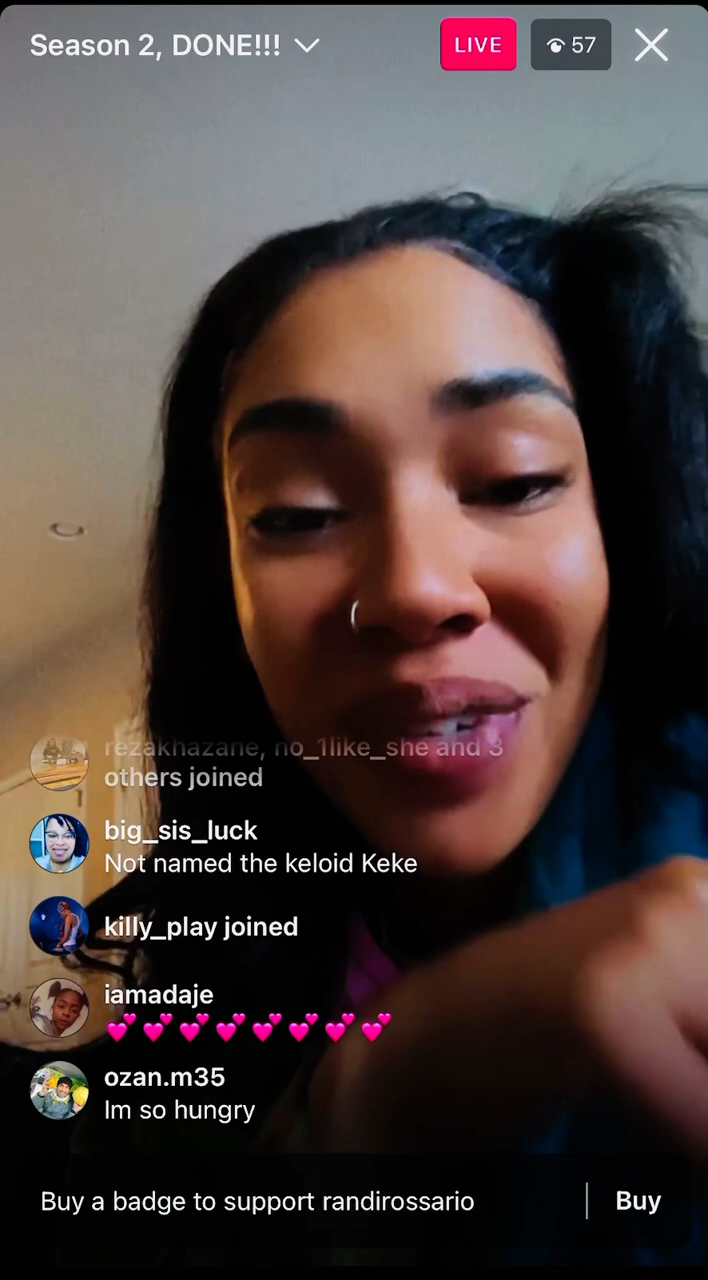 Season 2, DONE!!!
LIVE
57
rezakhazane, no_1like_she and 3
others joined
big_sis_luck
Not named the keloid Keke
killy_play joined
iamadaje
💕💕💕💕💕💕💕💕
ozan.m35
Im so hungry
Buy a badge to support randirossario
Buy